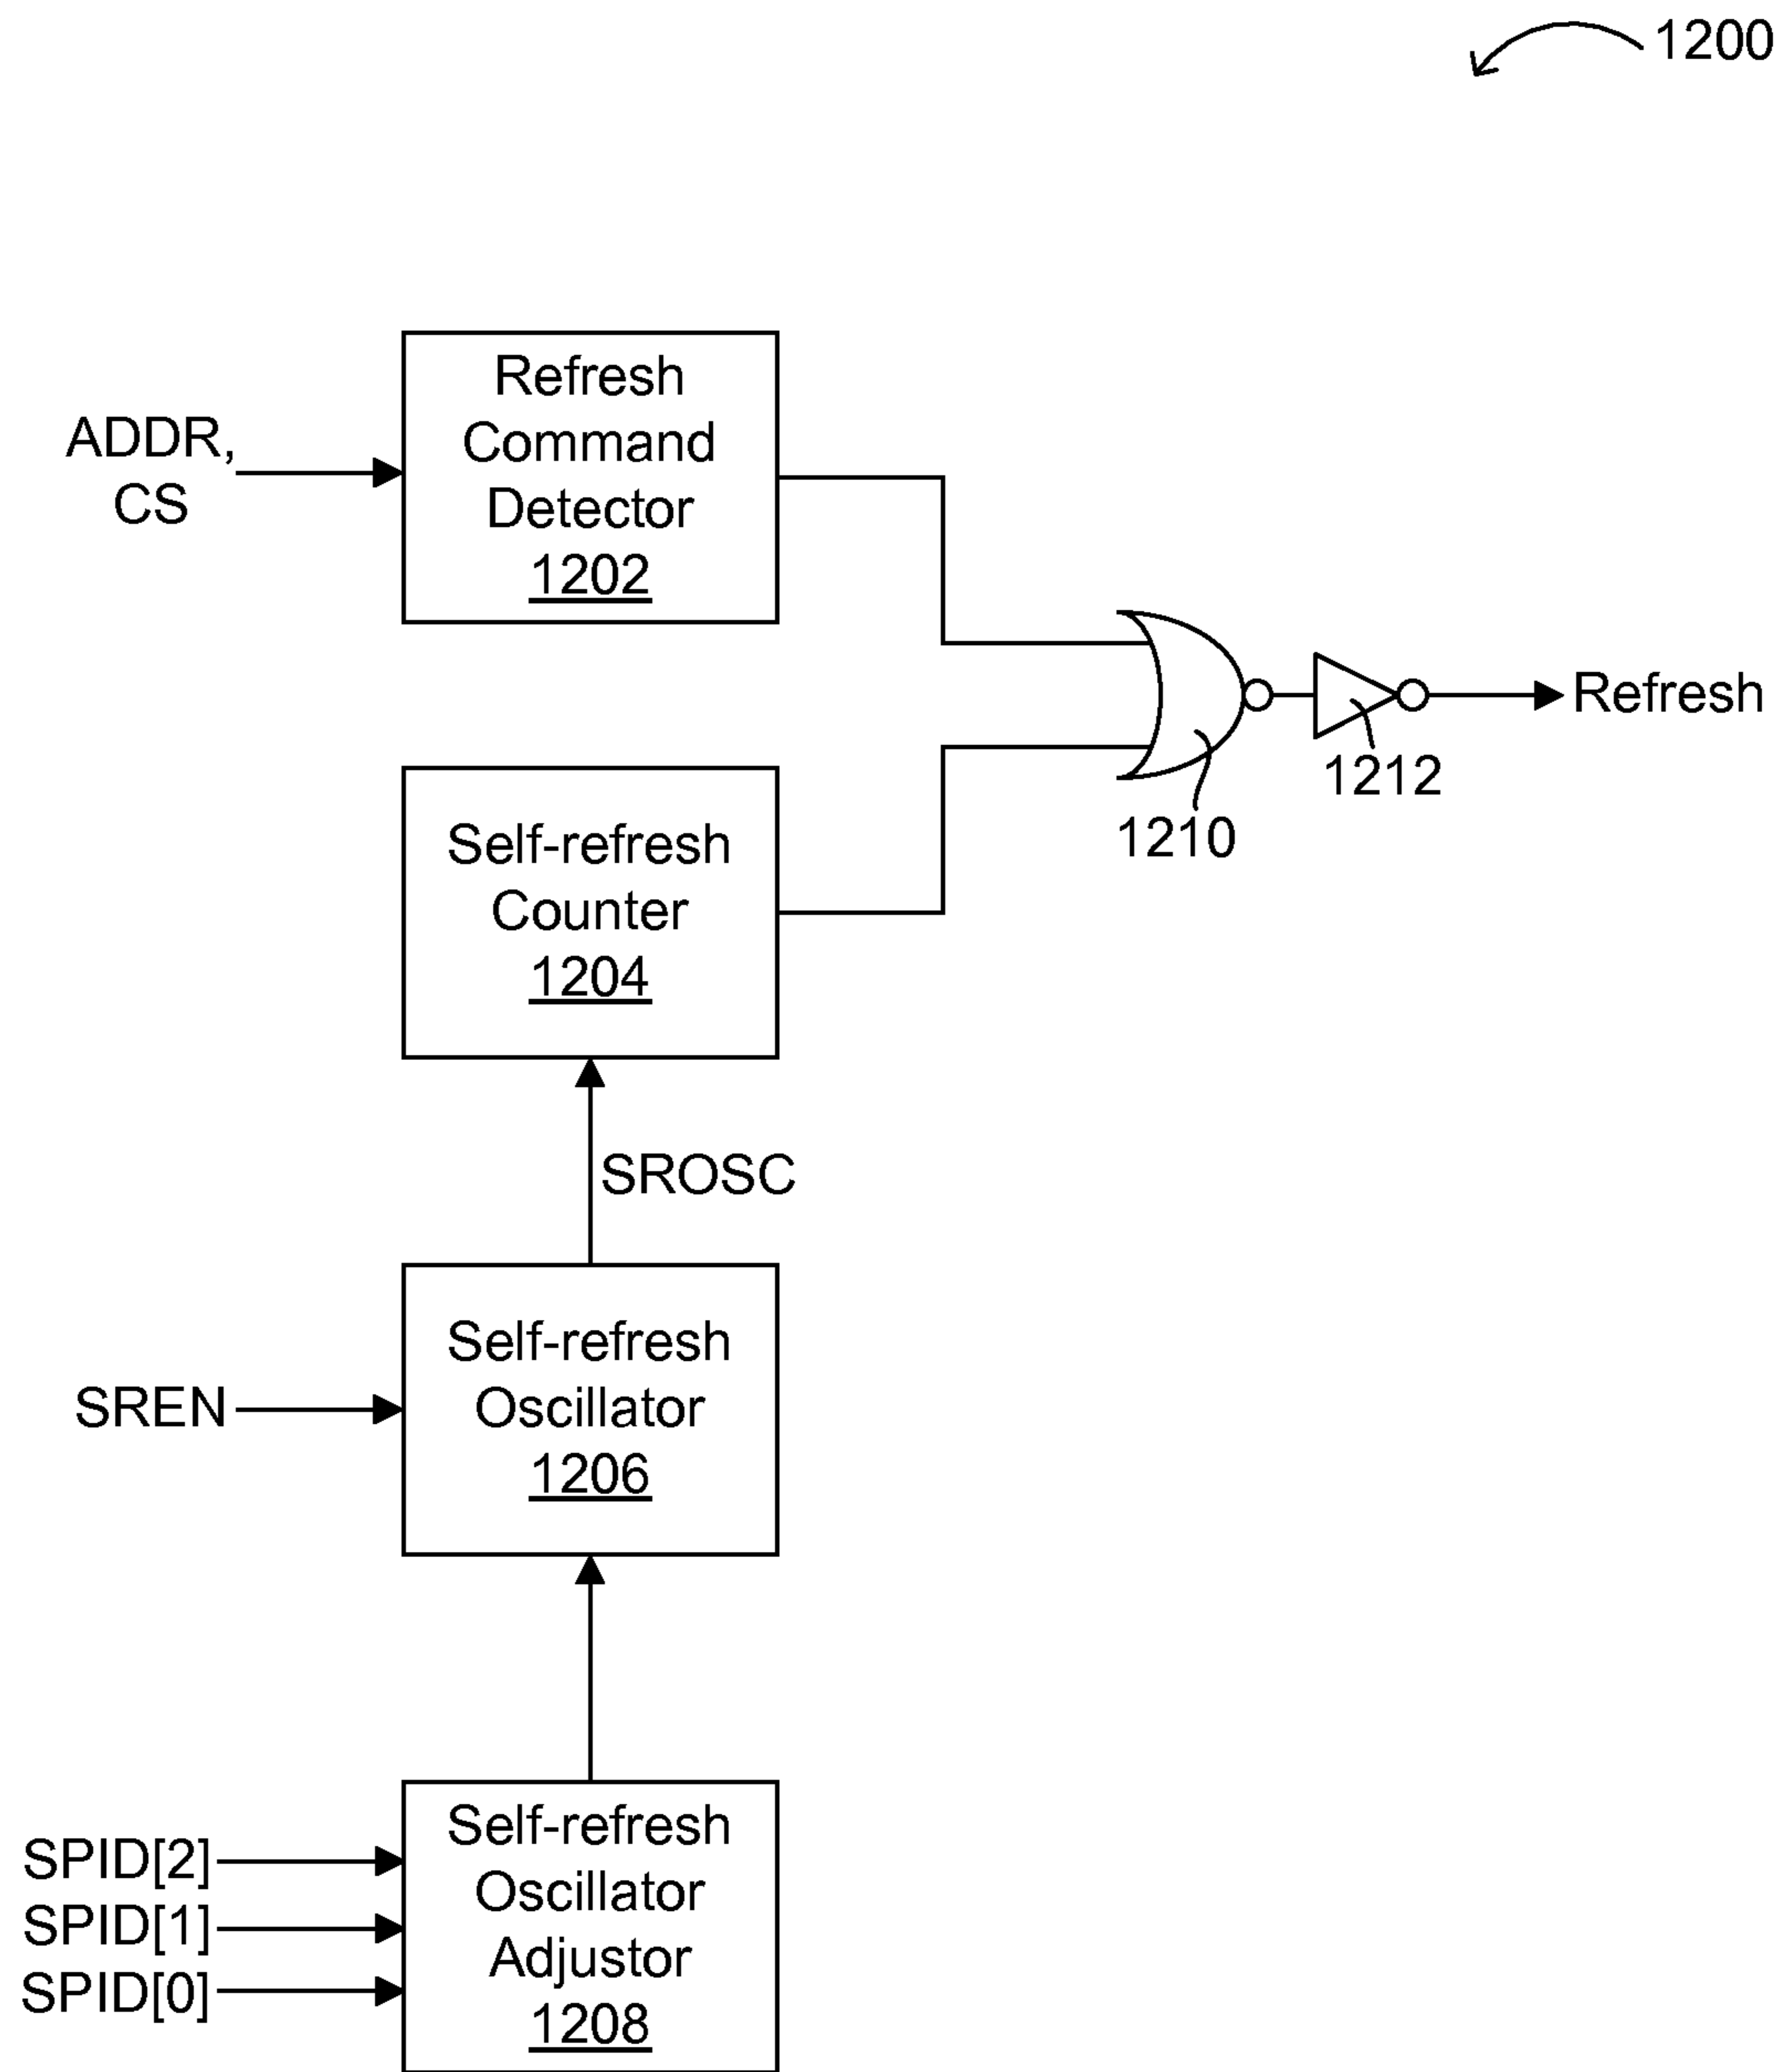 1200
ADDR,
CS
Refresh
Command
Detector
1202
Refresh
1212
1210
Self-refresh
Counter
1204
SROSC
SREN
Self-refresh
Oscillator
1206
SPID[2]
SPID[1]
SPID[0]
Self-refresh
Oscillator
Adjustor
1208